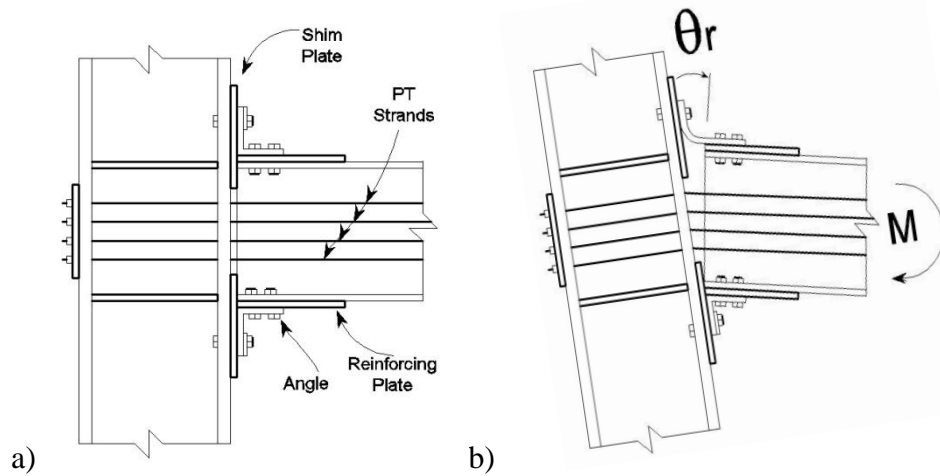 Shim
Plate
PT
Strands
Angle
Reinforcing
Plate
a)
θr
M
b)